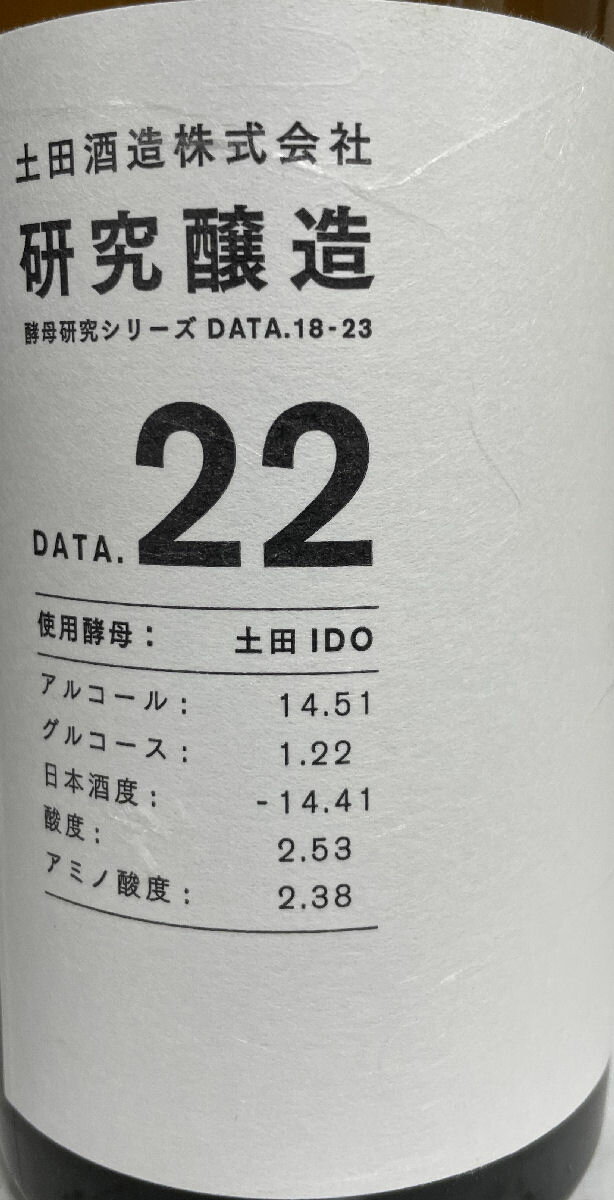 土田酒造株式会社
研究醸造
酵母研究シリーズ DATA.18-23
DATA.22
使用酵母： 土田 IDO
アルコール： 14.51
グルコース： 1.22
日本酒度： -14.41
酸度： 2.53
アミノ酸度： 2.38